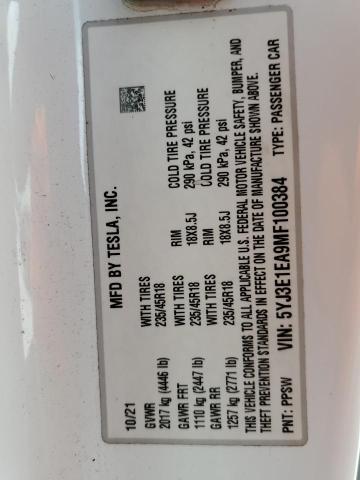 MFD BY TESLA, INC.
10/21
GVWR
2017 kg (4446 lb) WITH TIRES 235/45R18
GAWR FRT WITH TIRES RIM COLD TIRE PRESSURE
1110 kg (2447 lb) 235/45R18 18X8.5J 290 kPa, 42 psi
GAWR RR WITH TIRES RIM COLD TIRE PRESSURE
1257 kg (2771 lb) 235/45R18 18X8.5J 290 kPa, 42 psi
THIS VEHICLE CONFORMS TO ALL APPLICABLE U.S. FEDERAL MOTOR VEHICLE SAFETY, BUMPER, AND
THEFT PREVENTION STANDARDS IN EFFECT ON THE DATE OF MANUFACTURE SHOWN ABOVE.
PNT: PPSW VIN: 5YJ3E1EA9MF100384 TYPE: PASSENGER CAR